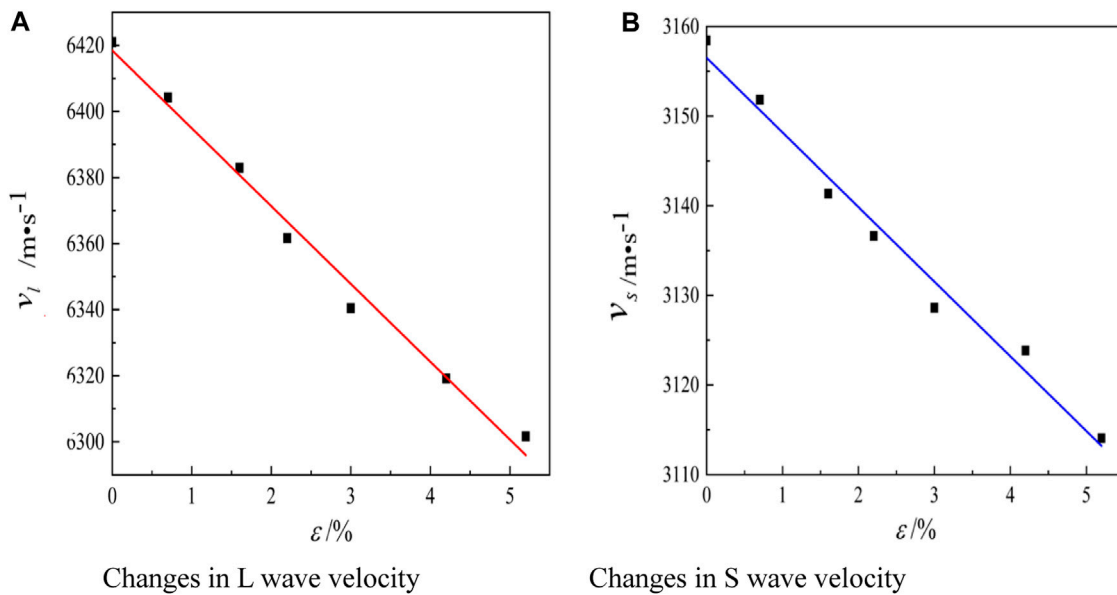 A
6420
6400
6380
6360
6340
6320
6300
v_l /m•s⁻¹
0 1 2 3 4 5
ε/%
Changes in L wave velocity
B
3160
3150
3140
3130
3120
3110
v_s /m•s⁻¹
0 1 2 3 4 5
ε/%
Changes in S wave velocity